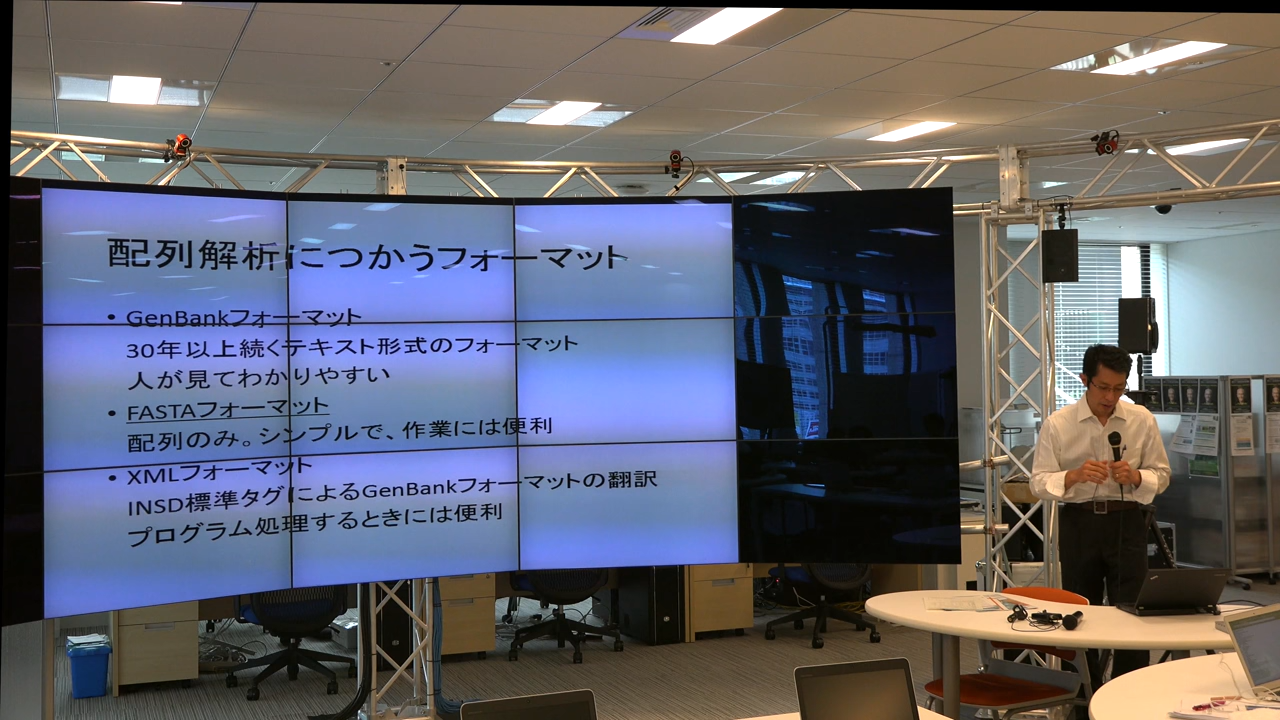 配列解析につかうフォーマット
• GenBankフォーマット
30年以上続くテキスト形式のフォーマット
人が見てわかりやすい
• FASTAフォーマット
配列のみ。シンプルで、作業には便利
• XMLフォーマット
INSD標準タグによるGenBankフォーマットの翻訳
プログラム処理するときには便利